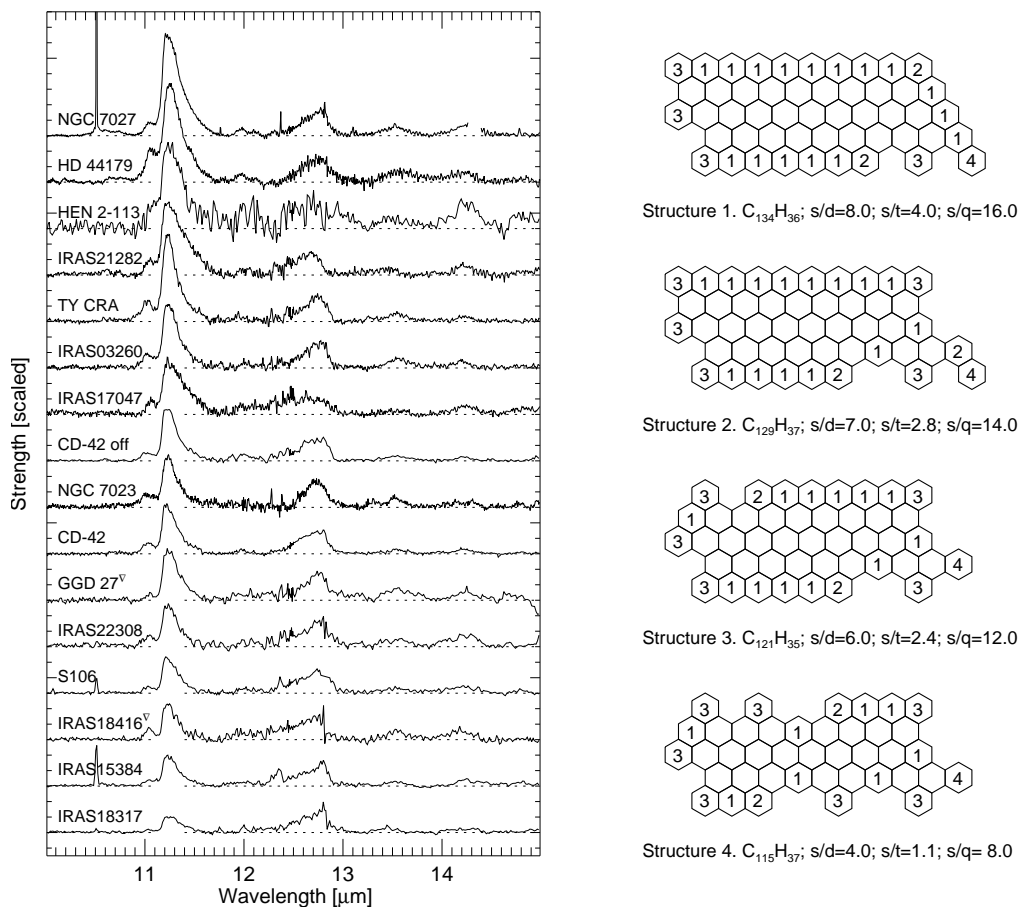 NGC 7027
HD 44179
HEN 2-113
IRAS21282
TY CRA
IRAS03260
IRAS17047
CD-42 off
NGC 7023
CD-42
GGD 27∇
IRAS22308
S106
IRAS18416∇
IRAS15384
IRAS18317
Strength [scaled]
11 12 13 14
Wavelength [μm]
3 1 1 1 1 1 1 1 1 2
1
3 1
1
3 1 1 1 1 1 2 3 4
Structure 1. C134H36; s/d=8.0; s/t=4.0; s/q=16.0
3 1 1 1 1 1 1 1 1 3
3 1
1 2
3 1 1 1 1 2 3 4
Structure 2. C129H37; s/d=7.0; s/t=2.8; s/q=14.0
3 2 1 1 1 1 1 3
1
3 1
1 4
3 1 1 1 1 2 3
Structure 3. C121H35; s/d=6.0; s/t=2.4; s/q=12.0
3 3 2 1 1 3
1 1
3 1
1 1 4
3 1 2 3 3
Structure 4. C115H37; s/d=4.0; s/t=1.1; s/q= 8.0